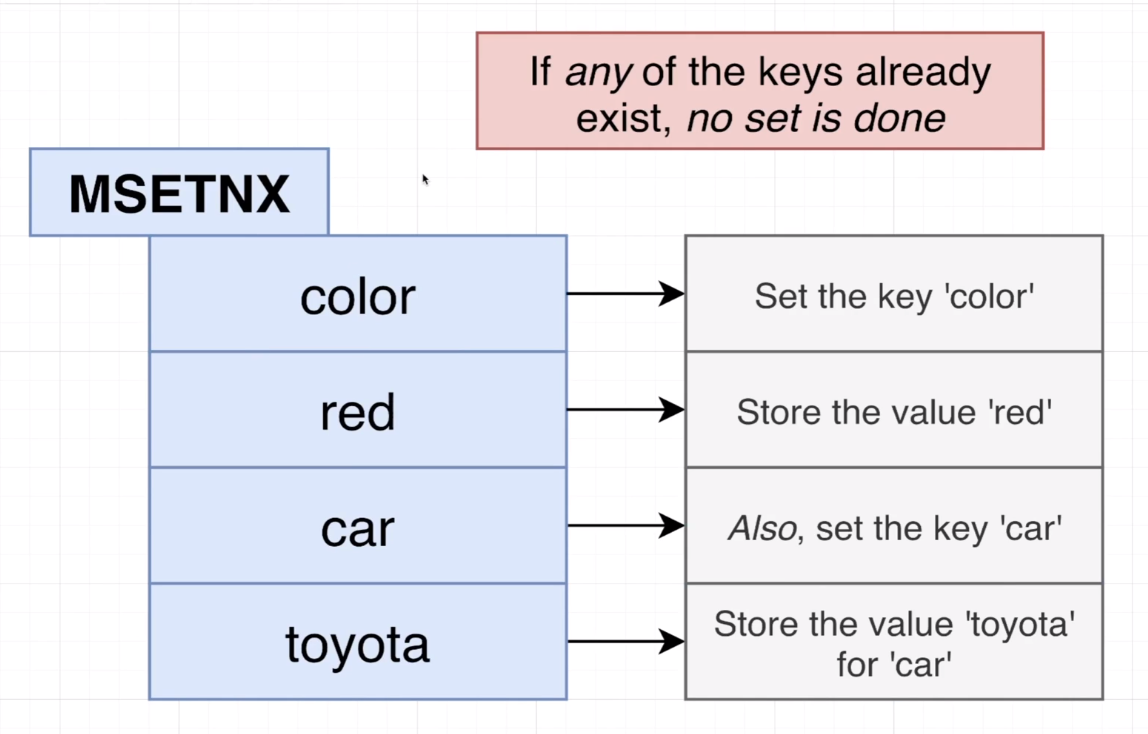 If any of the keys already
exist, no set is done
MSETNX
color
Set the key 'color'
red
Store the value 'red'
car
Also, set the key 'car'
toyota
Store the value 'toyota'
for 'car'